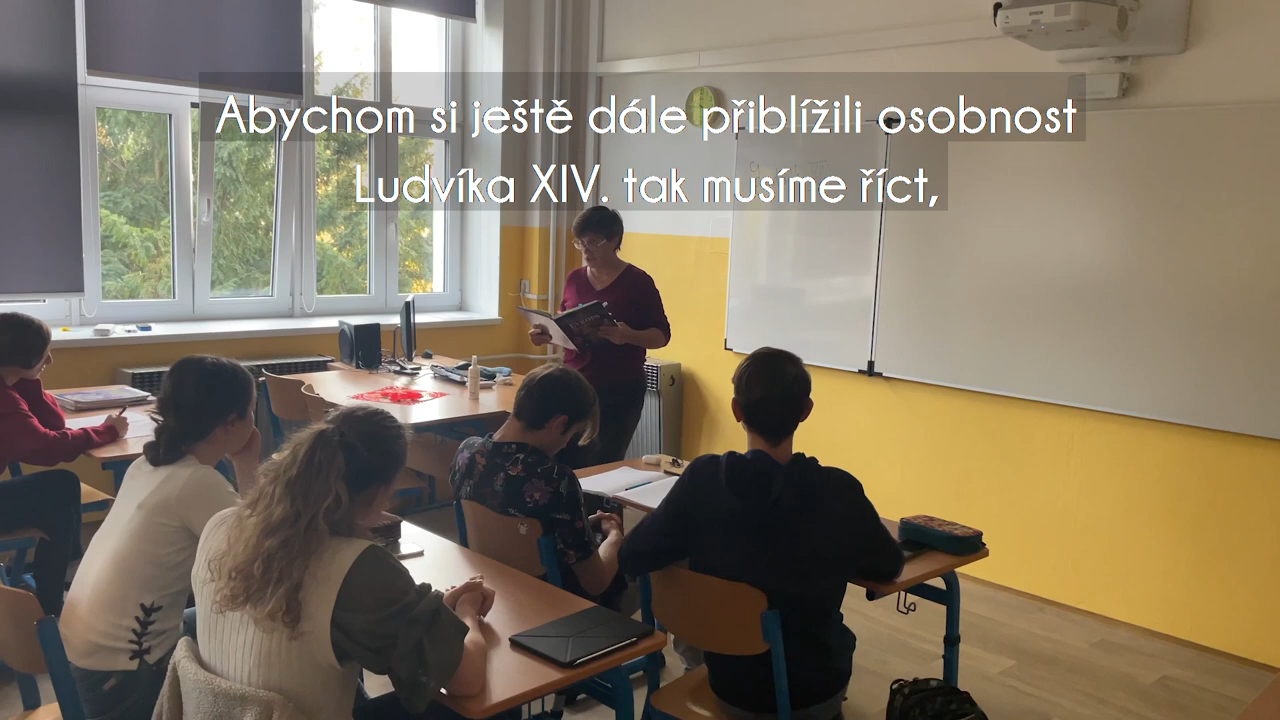 Abychom si ještě dále přiblížili osobnost
Ludvíka XIV. tak musíme říct,